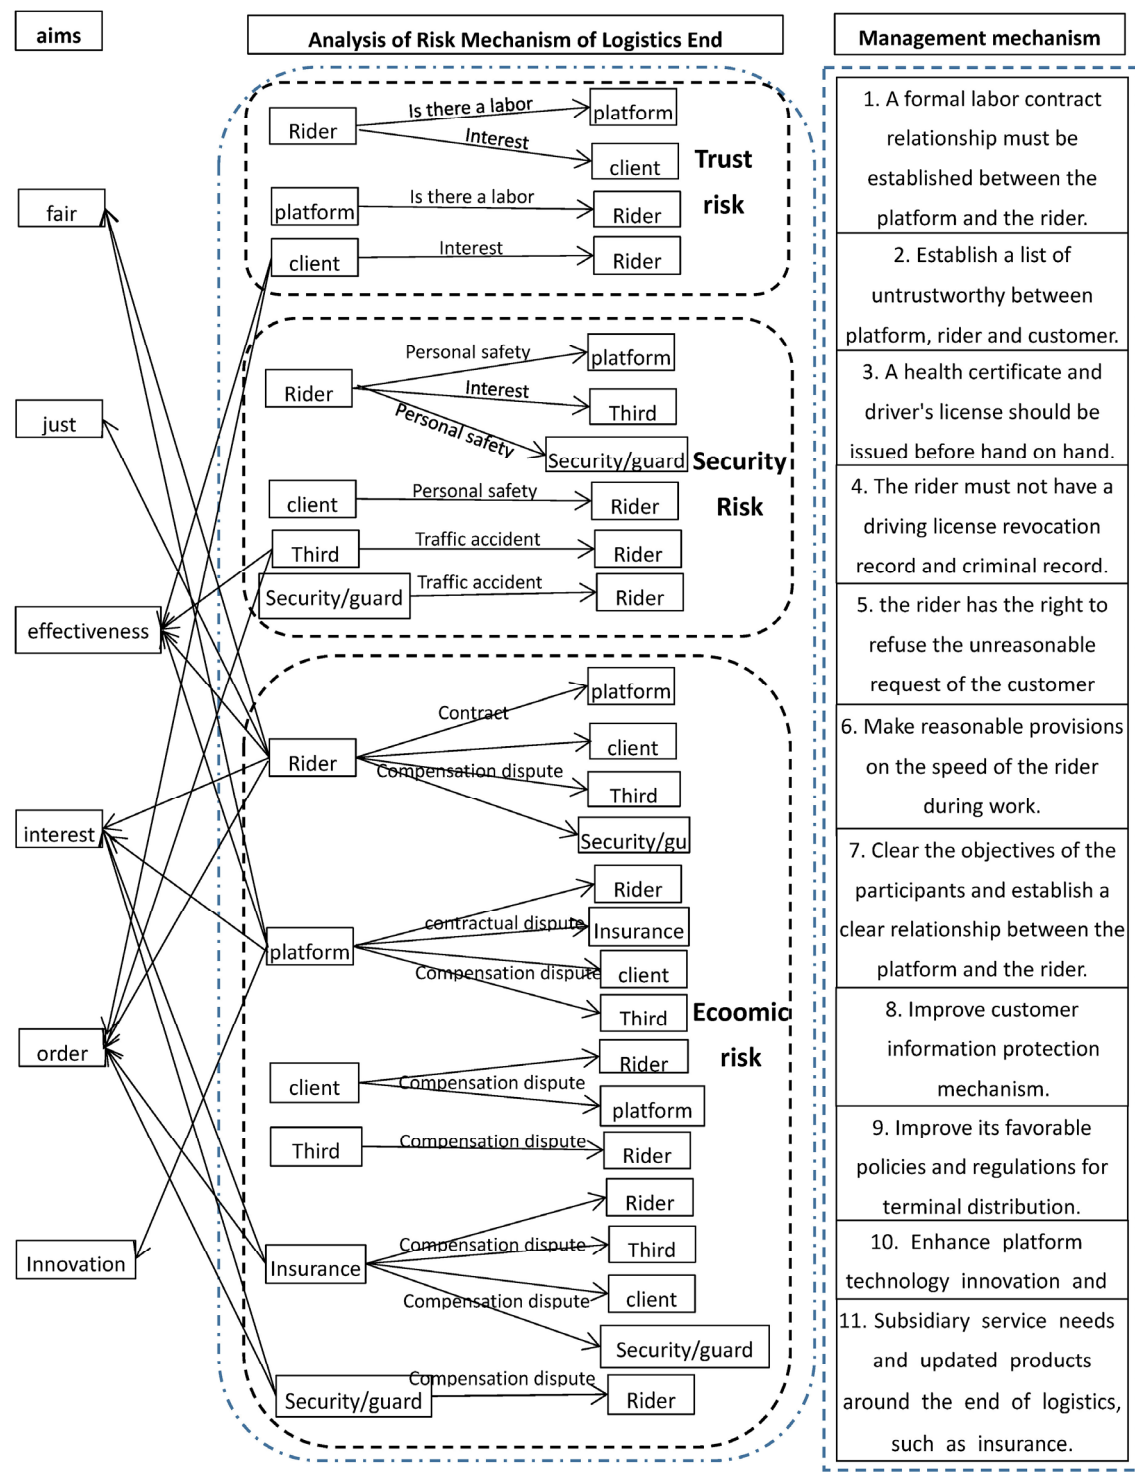 aims
Analysis of Risk Mechanism of Logistics End
Management mechanism
fair
just
effectiveness
interest
order
Innovation
Rider
Is there a labor
platform
Interest
client
Trust
risk
platform
Is there a labor
Rider
client
Interest
Rider
Rider
Personal safety
platform
Interest
Third
Personal safety
Security/guard
Security
Risk
client
Personal safety
Rider
Third
Traffic accident
Rider
Security/guard
Traffic accident
Rider
Rider
Contract
platform
client
Compensation dispute
Third
Security/gu
platform
Rider
contractual dispute
Insurance
Compensation dispute
client
Third
Ecoomic
risk
client
Rider
Compensation dispute
platform
Third
Compensation dispute
Rider
Insurance
Rider
Compensation dispute
Third
client
Compensation dispute
Security/guard
Security/guard
Compensation dispute
Rider
1. A formal labor contract
relationship must be
established between the
platform and the rider.
2. Establish a list of
untrustworthy between
platform, rider and customer.
3. A health certificate and
driver's license should be
issued before hand on hand.
4. The rider must not have a
driving license revocation
record and criminal record.
5. the rider has the right to
refuse the unreasonable
request of the customer
6. Make reasonable provisions
on the speed of the rider
during work.
7. Clear the objectives of the
participants and establish a
clear relationship between the
platform and the rider.
8. Improve customer
information protection
mechanism.
9. Improve its favorable
policies and regulations for
terminal distribution.
10. Enhance platform
technology innovation and
11. Subsidiary service needs
and updated products
around the end of logistics,
such as insurance.